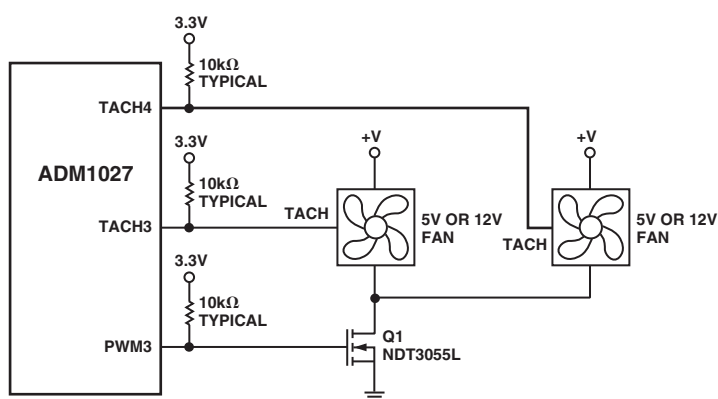 3.3V
10kΩ
TYPICAL
TACH4
3.3V
+V
+V
ADM1027
10kΩ
TYPICAL
TACH
5V OR 12V
FAN
5V OR 12V
FAN
TACH3
TACH
3.3V
10kΩ
TYPICAL
Q1
NDT3055L
PWM3